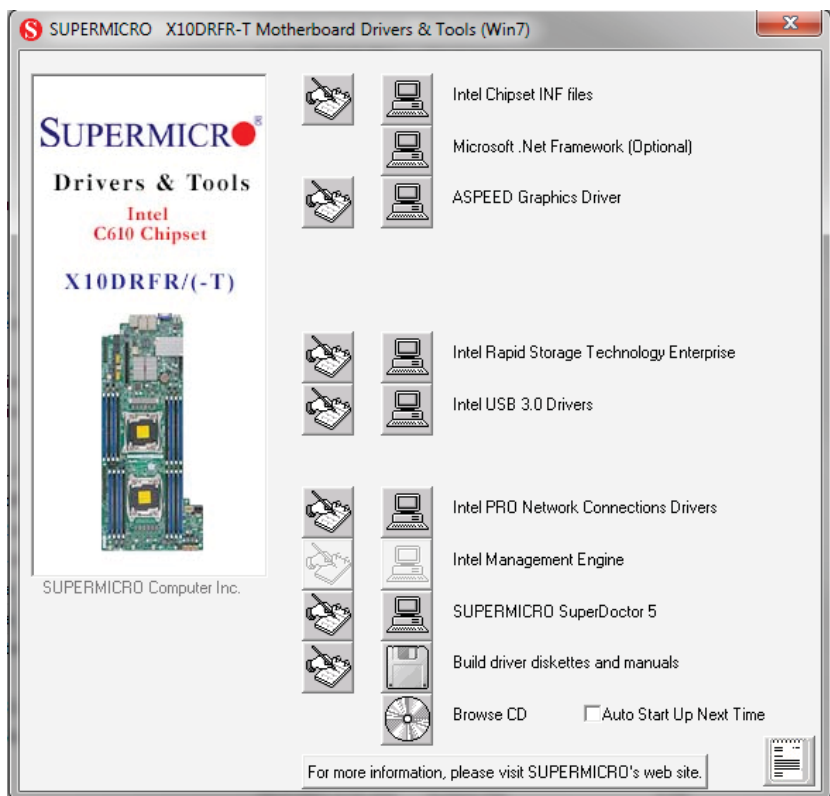 SUPERMICRO X10DRFR-T Motherboard Drivers & Tools (Win7)
SUPERMICRO®
Drivers & Tools
Intel
C610 Chipset
X10DRFR/(-T)
SUPERMICRO Computer Inc.
Intel Chipset INF files
Microsoft .Net Framework (Optional)
ASPEED Graphics Driver
Intel Rapid Storage Technology Enterprise
Intel USB 3.0 Drivers
Intel PRO Network Connections Drivers
Intel Management Engine
SUPERMICRO SuperDoctor 5
Build driver diskettes and manuals
Browse CD Auto Start Up Next Time
For more information, please visit SUPERMICRO's web site.